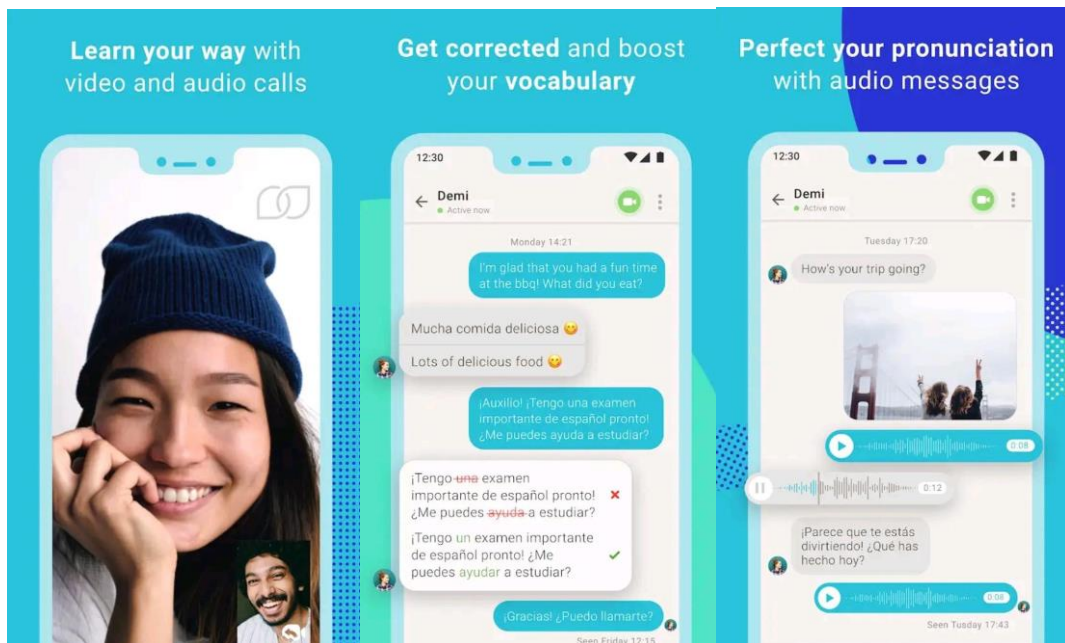 Learn your way with
video and audio calls
Get corrected and boost
your vocabulary
12:30
Demi
Active now
Monday 14:21
I'm glad that you had a fun time
at the bbq! What did you eat?
Mucha comida deliciosa 😋
Lots of delicious food 😋
¡Auxilio! ¡Tengo una examen
importante de español pronto!
¿Me puedes ayuda a estudiar?
¡Tengo una examen
importante de español pronto!
¿Me puedes ayuda a estudiar?
¡Tengo un examen importante
de español pronto! ¿Me
puedes ayudar a estudiar?
¡Gracias! ¿Puedo llamarte?
Seen Friday 12:15
Perfect your pronunciation
with audio messages
12:30
Demi
Active now
Tuesday 17:20
How's your trip going?
0:08
0:12
¡Parece que te estás
divirtiendo! ¿Qué has
hecho hoy?
0:08
Seen Tusday 17:43